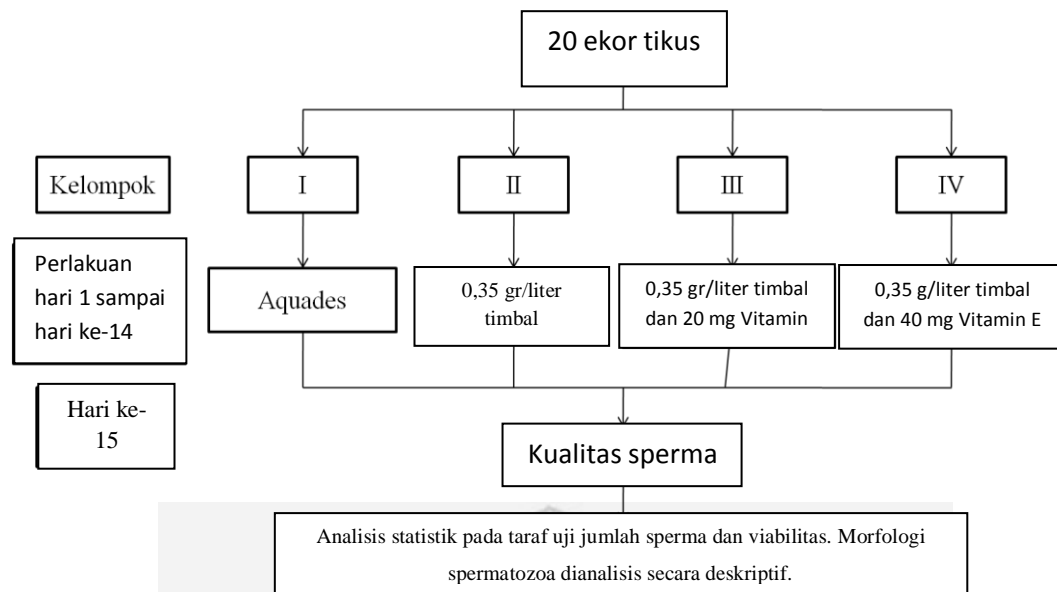 20 ekor tikus
Kelompok
I
II
III
IV
Perlakuan
hari 1 sampai
hari ke-14
Aquades
0,35 gr/liter
timbal
0,35 gr/liter timbal
dan 20 mg Vitamin
0,35 g/liter timbal
dan 40 mg Vitamin E
Hari ke-
15
Kualitas sperma
Analisis statistik pada taraf uji jumlah sperma dan viabilitas. Morfologi
spermatozoa dianalisis secara deskriptif.